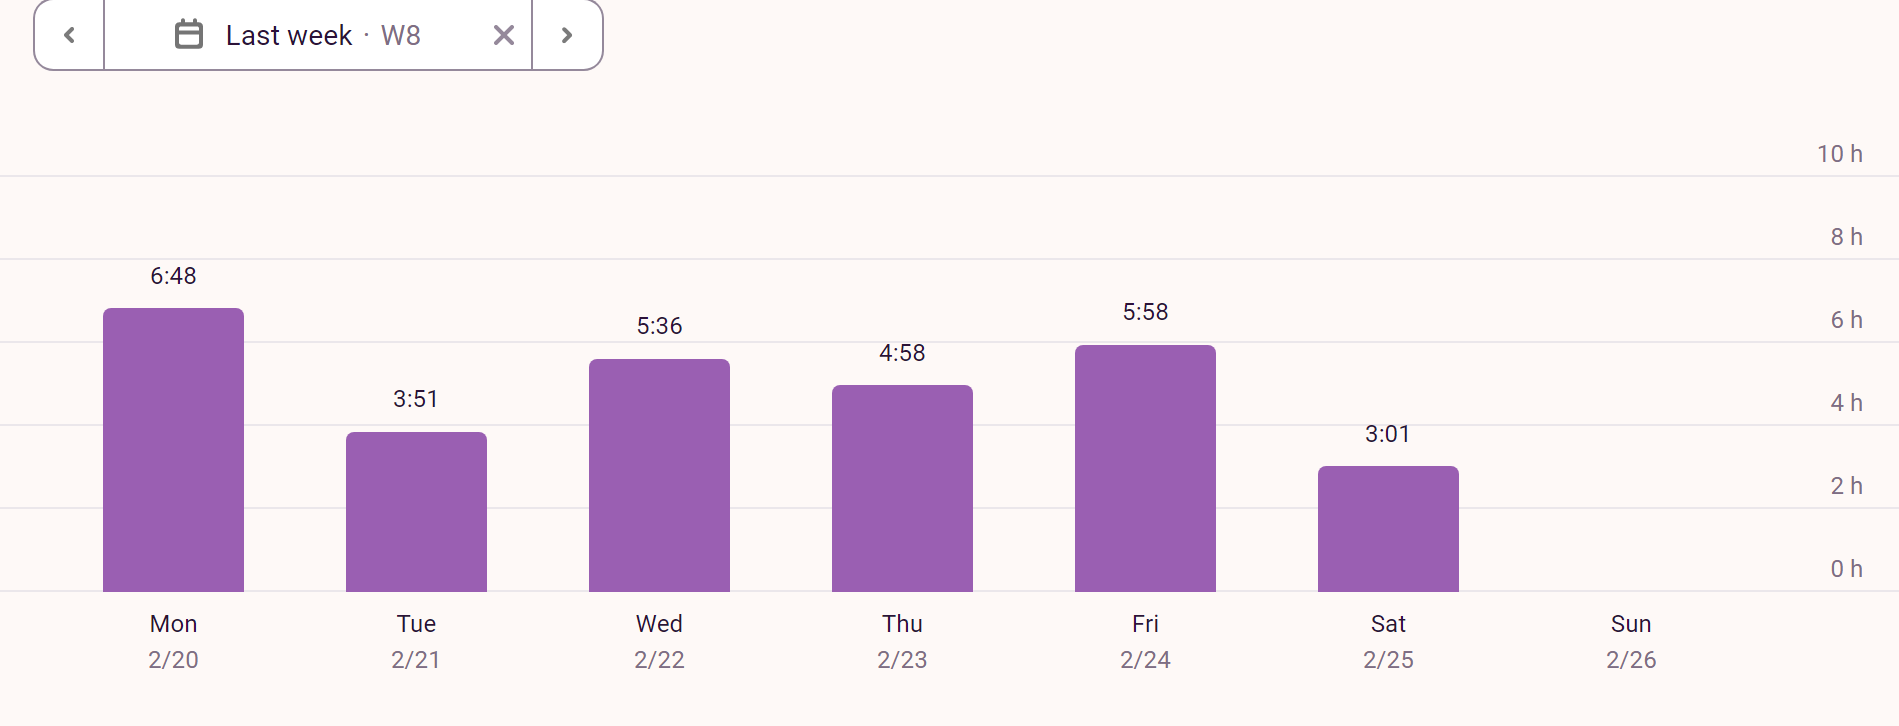 Last week · W8
10 h
8 h
6:48
5:58
6 h
5:36
4:58
3:51
4 h
3:01
2 h
0 h
Mon Tue Wed Thu Fri Sat Sun
2/20 2/21 2/22 2/23 2/24 2/25 2/26